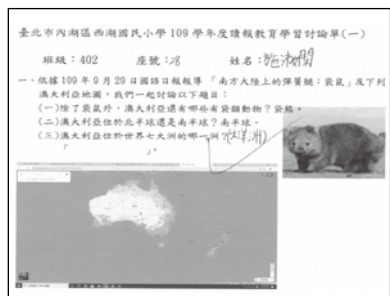 臺北市內湖區西湖國民小學 109 學年度讀報教育學習討論單(一)
班級：402 座號：28 姓名：施
一、依據109年9月20日國語日報報導「南方大陸上的彈簧腿：袋鼠」及下列
澳大利亞地圖，我們一起討論以下題目：
(一)除了袋鼠外，澳大利亞還有哪些有袋類動物？袋熊。
(二)澳大利亞位於北半球還是南半球？南半球。
(三)澳大利亞位於世界七大洲的哪一洲？(大洋洲)
「 」。